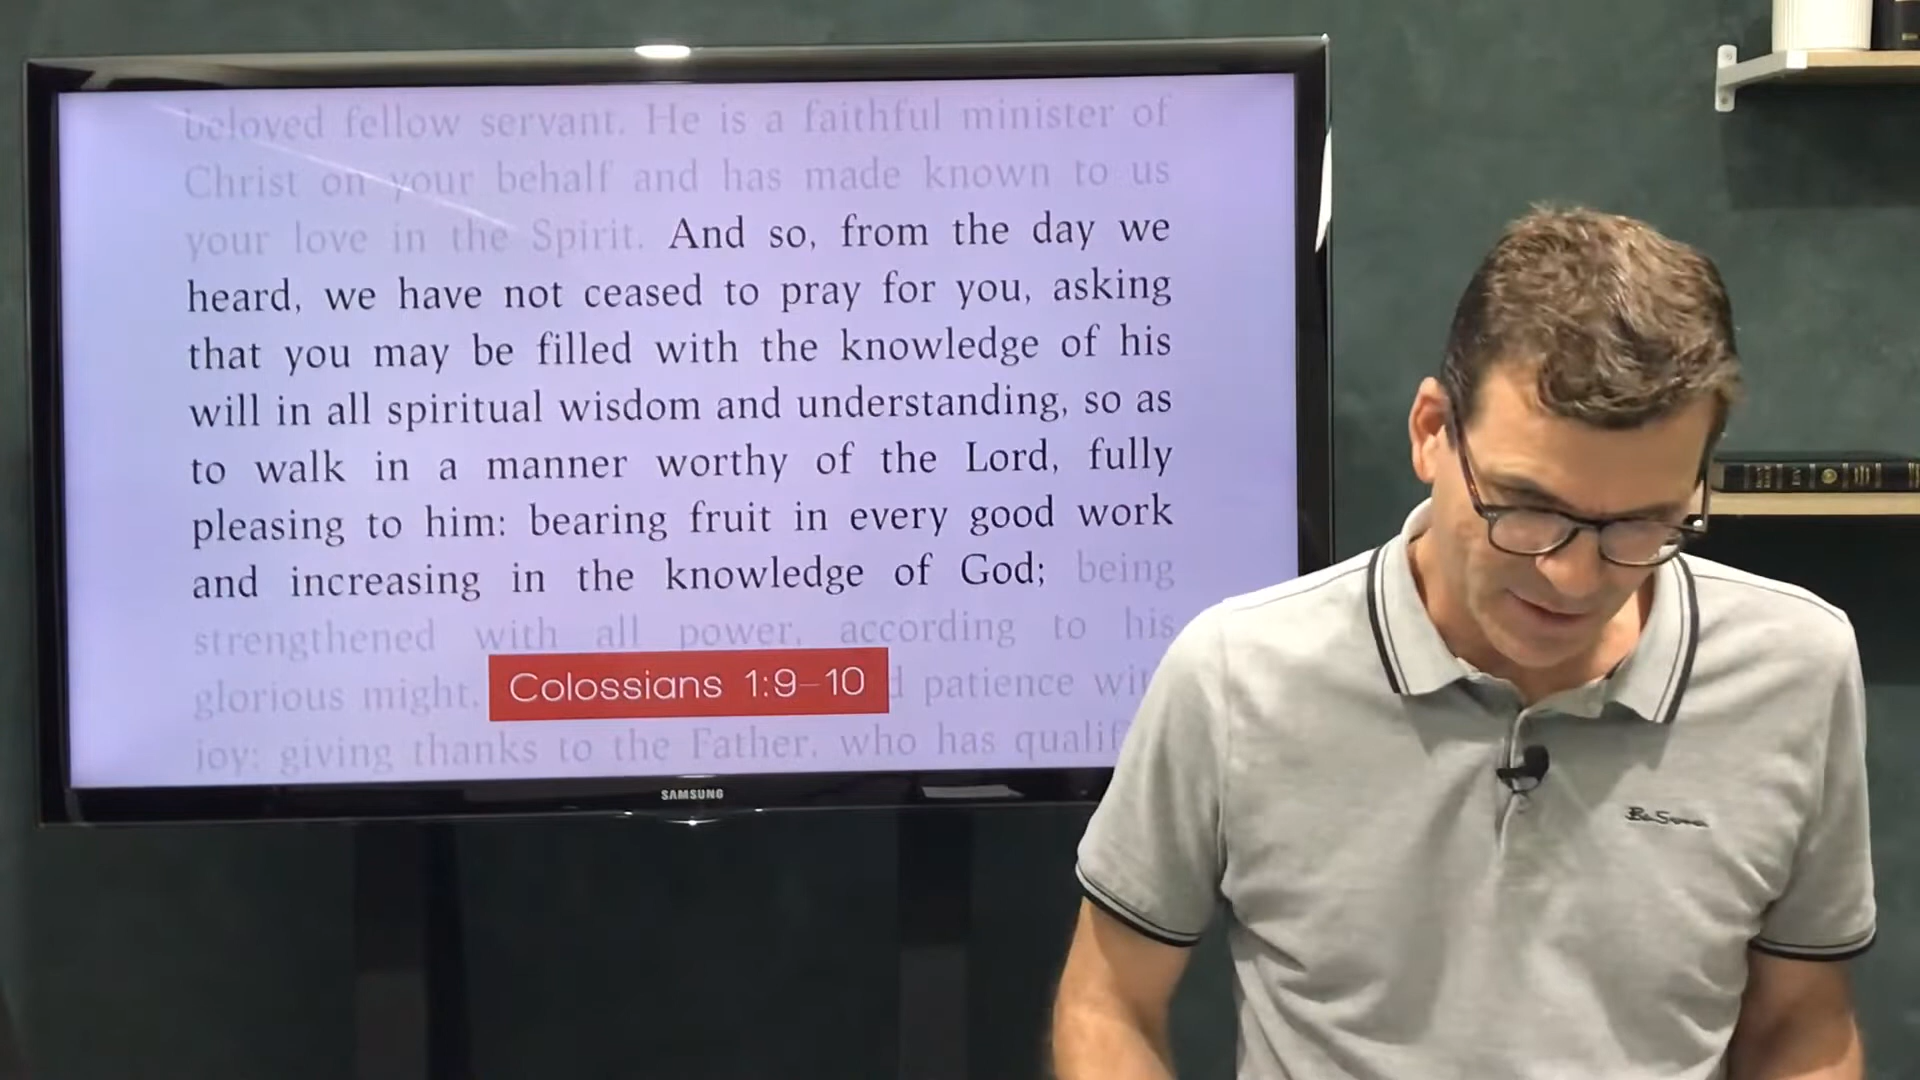 beloved fellow servant. He is a faithful minister of
Christ on your behalf and has made known to us
your love in the Spirit. And so, from the day we
heard, we have not ceased to pray for you, asking
that you may be filled with the knowledge of his
will in all spiritual wisdom and understanding, so as
to walk in a manner worthy of the Lord, fully
pleasing to him: bearing fruit in every good work
and increasing in the knowledge of God; being
strengthened with all power, according to his
glorious might, patience with
Colossians 1:9–10
joy; giving thanks to the Father, who has
SAMSUNG